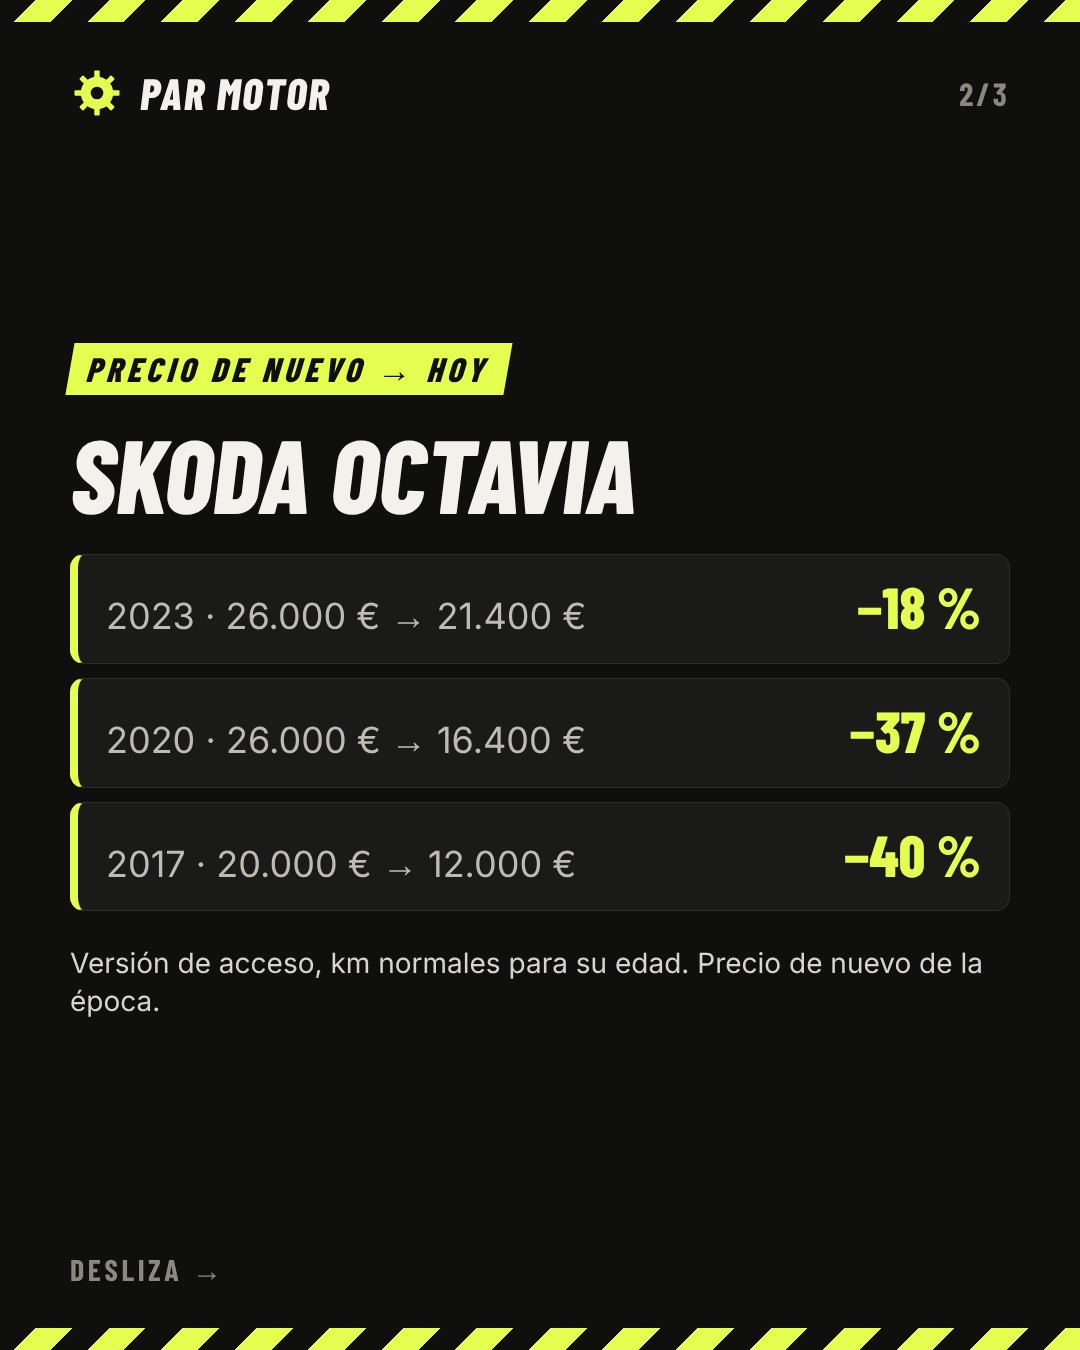 PAR MOTOR
2/3
PRECIO DE NUEVO → HOY
SKODA OCTAVIA
2023 · 26.000 € → 21.400 € −18 %
2020 · 26.000 € → 16.400 € −37 %
2017 · 20.000 € → 12.000 € −40 %
Versión de acceso, km normales para su edad. Precio de nuevo de la
época.
DESLIZA →